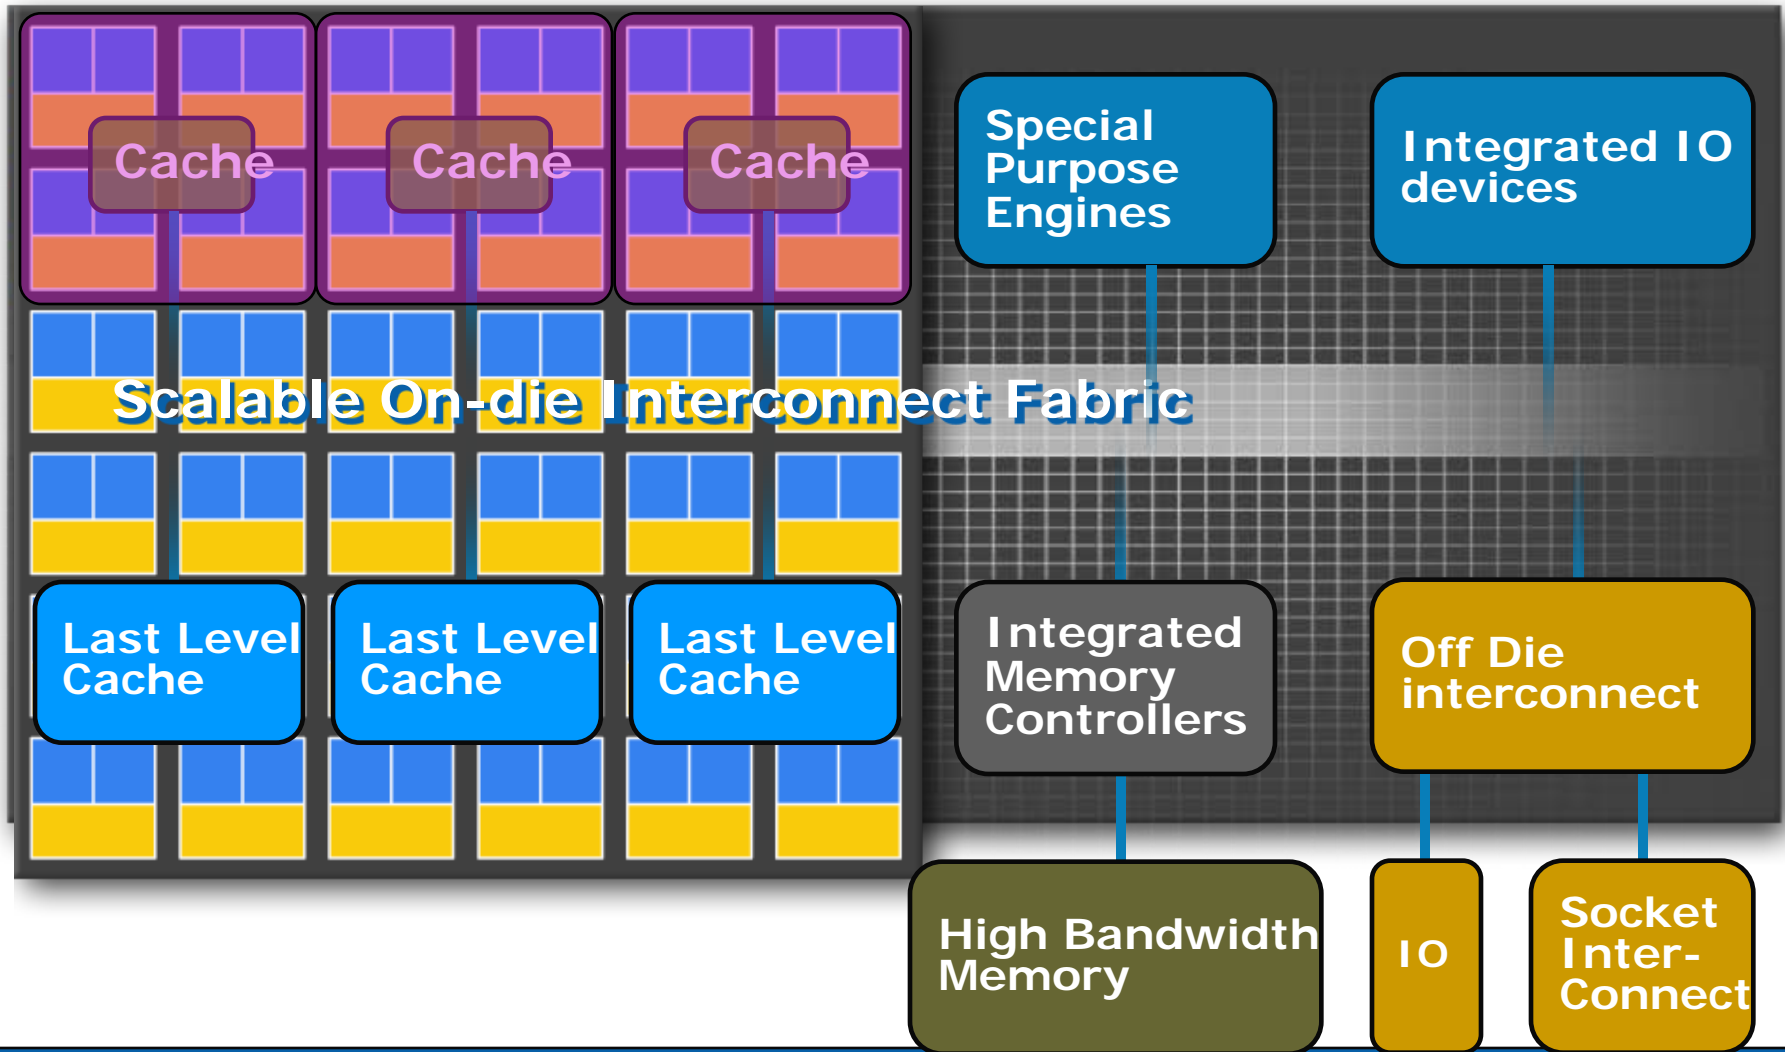 Cache
Cache
Cache
Special
Purpose
Engines
Integrated IO
devices
Scalable On-die Interconnect Fabric
Last Level
Cache
Last Level
Cache
Last Level
Cache
Integrated
Memory
Controllers
Off Die
interconnect
High Bandwidth
Memory
IO
Socket
Inter-
Connect